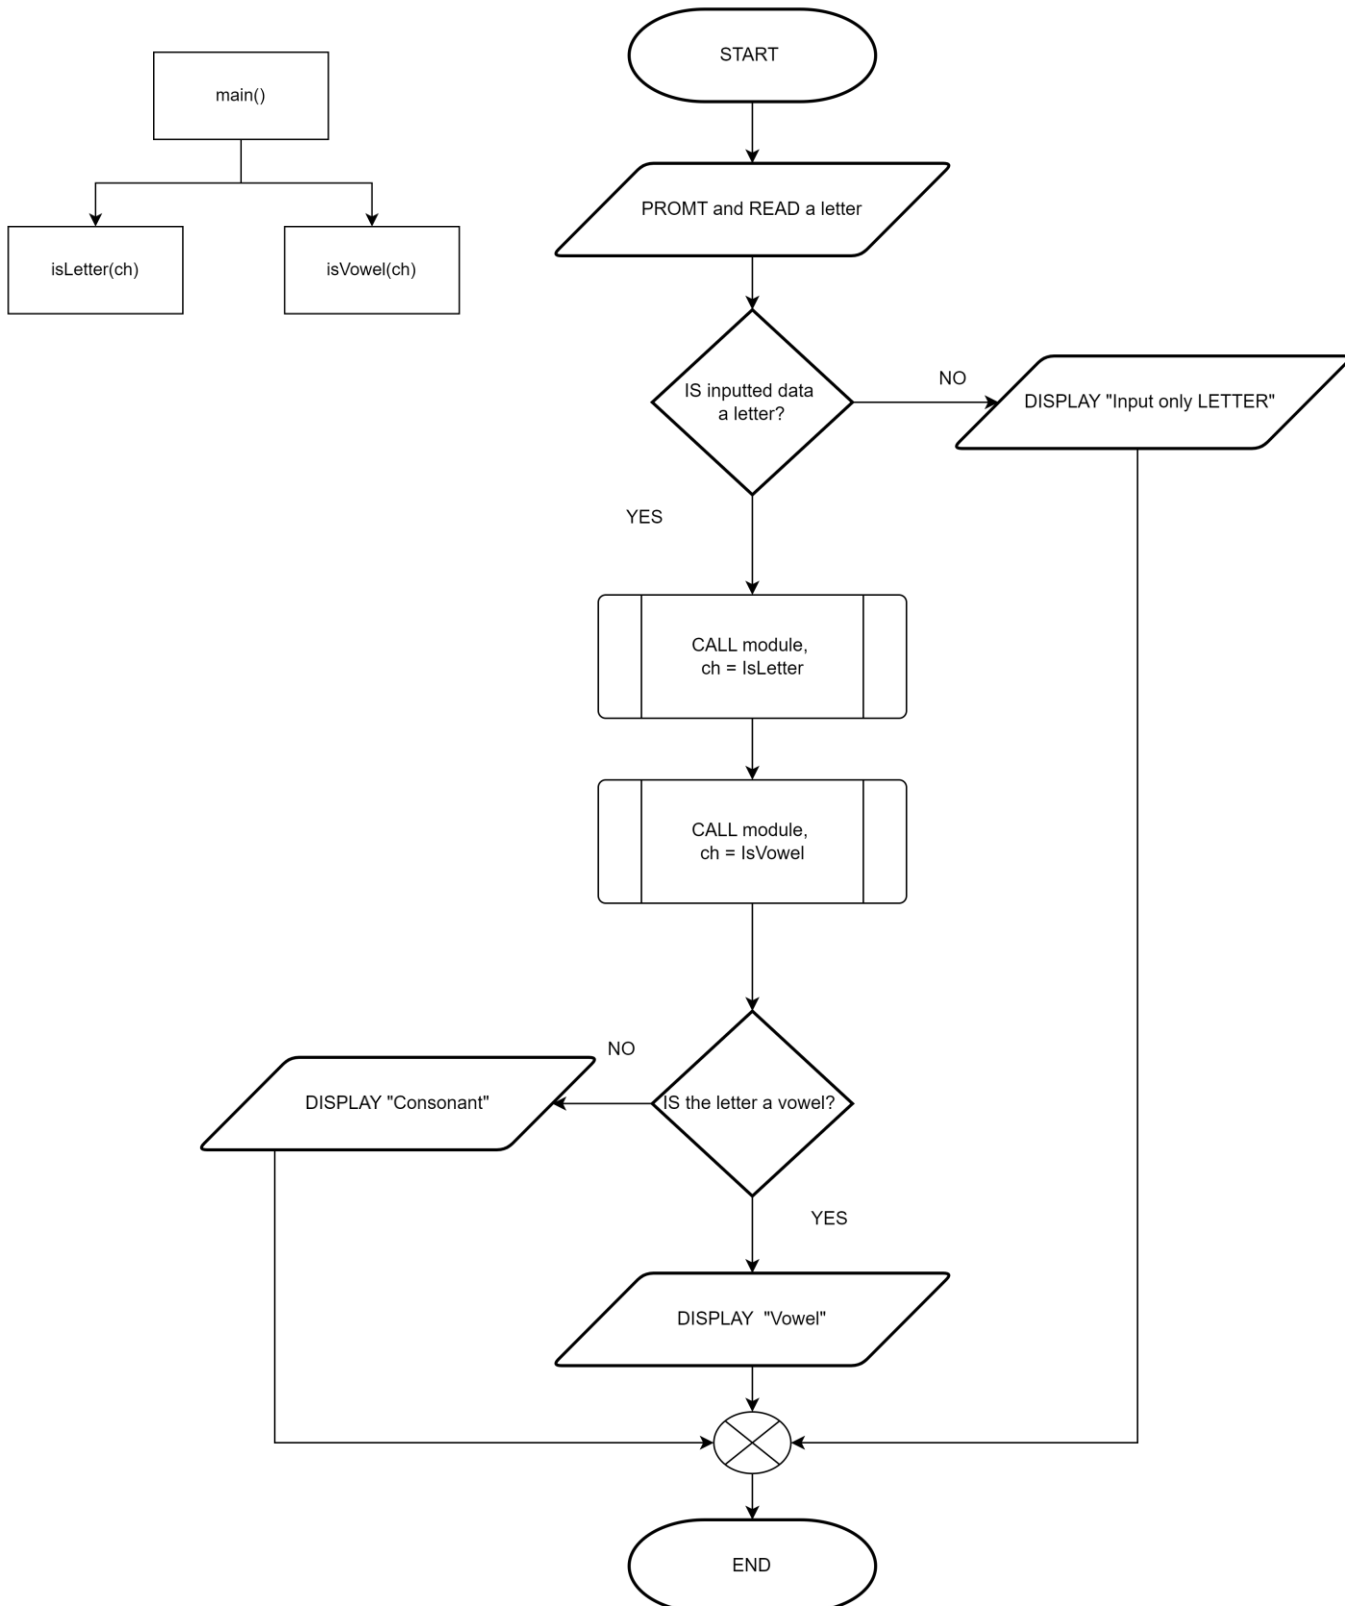 main()
isLetter(ch)
isVowel(ch)
START
PROMT and READ a letter
IS inputted data
a letter?
NO
DISPLAY "Input only LETTER"
YES
CALL module,
ch = IsLetter
CALL module,
ch = IsVowel
NO
DISPLAY "Consonant"
IS the letter a vowel?
YES
DISPLAY "Vowel"
END